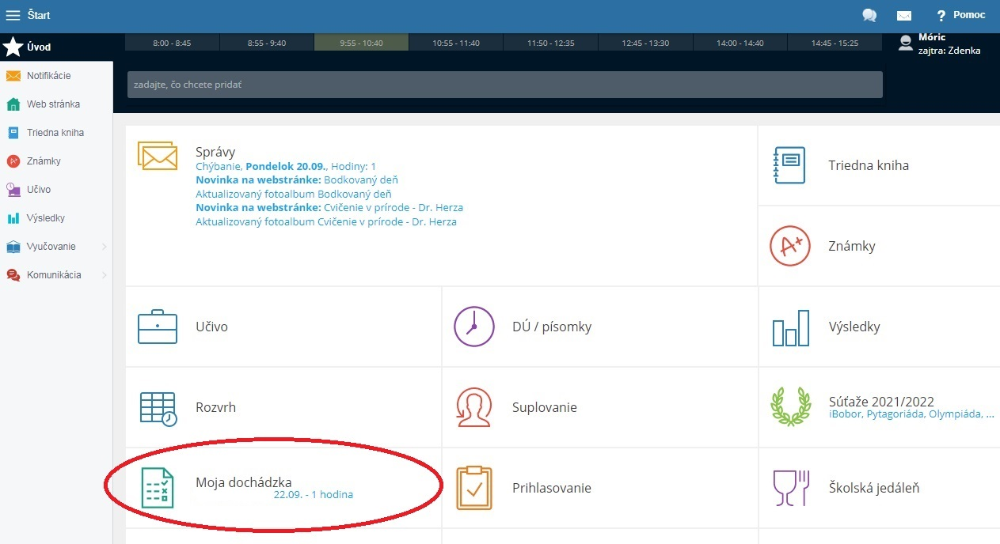 Štart
Pomoc
Úvod
8:00 - 8:45
8:55 - 9:40
9:55 - 10:40
10:55 - 11:40
11:50 - 12:35
12:45 - 13:30
14:00 - 14:40
14:45 - 15:25
Móric
zajtra: Zdenka
zadajte, čo chcete pridať
Notifikácie
Web stránka
Triedna kniha
Známky
Učivo
Výsledky
Vyučovanie
Komunikácia
Správy
Chýbanie, Pondelok 20.09., Hodiny: 1
Novinka na webstránke: Bodkovaný deň
Aktualizovaný fotoalbum Bodkovaný deň
Novinka na webstránke: Cvičenie v prírode - Dr. Herza
Aktualizovaný fotoalbum Cvičenie v prírode - Dr. Herza
Triedna kniha
A+
Známky
Učivo
DÚ / písomky
Výsledky
Rozvrh
Suplovanie
Súťaže 2021/2022
iBobor, Pytagoriáda, Olympiáda, ...
Moja dochádzka
22.09. - 1 hodina
Prihlasovanie
Školská jedáleň